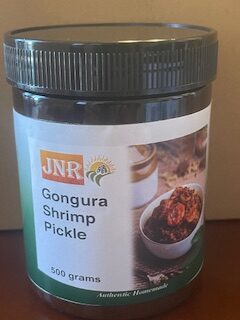 JNR
Gongura
Shrimp
Pickle
500 grams
Authentic Homemade